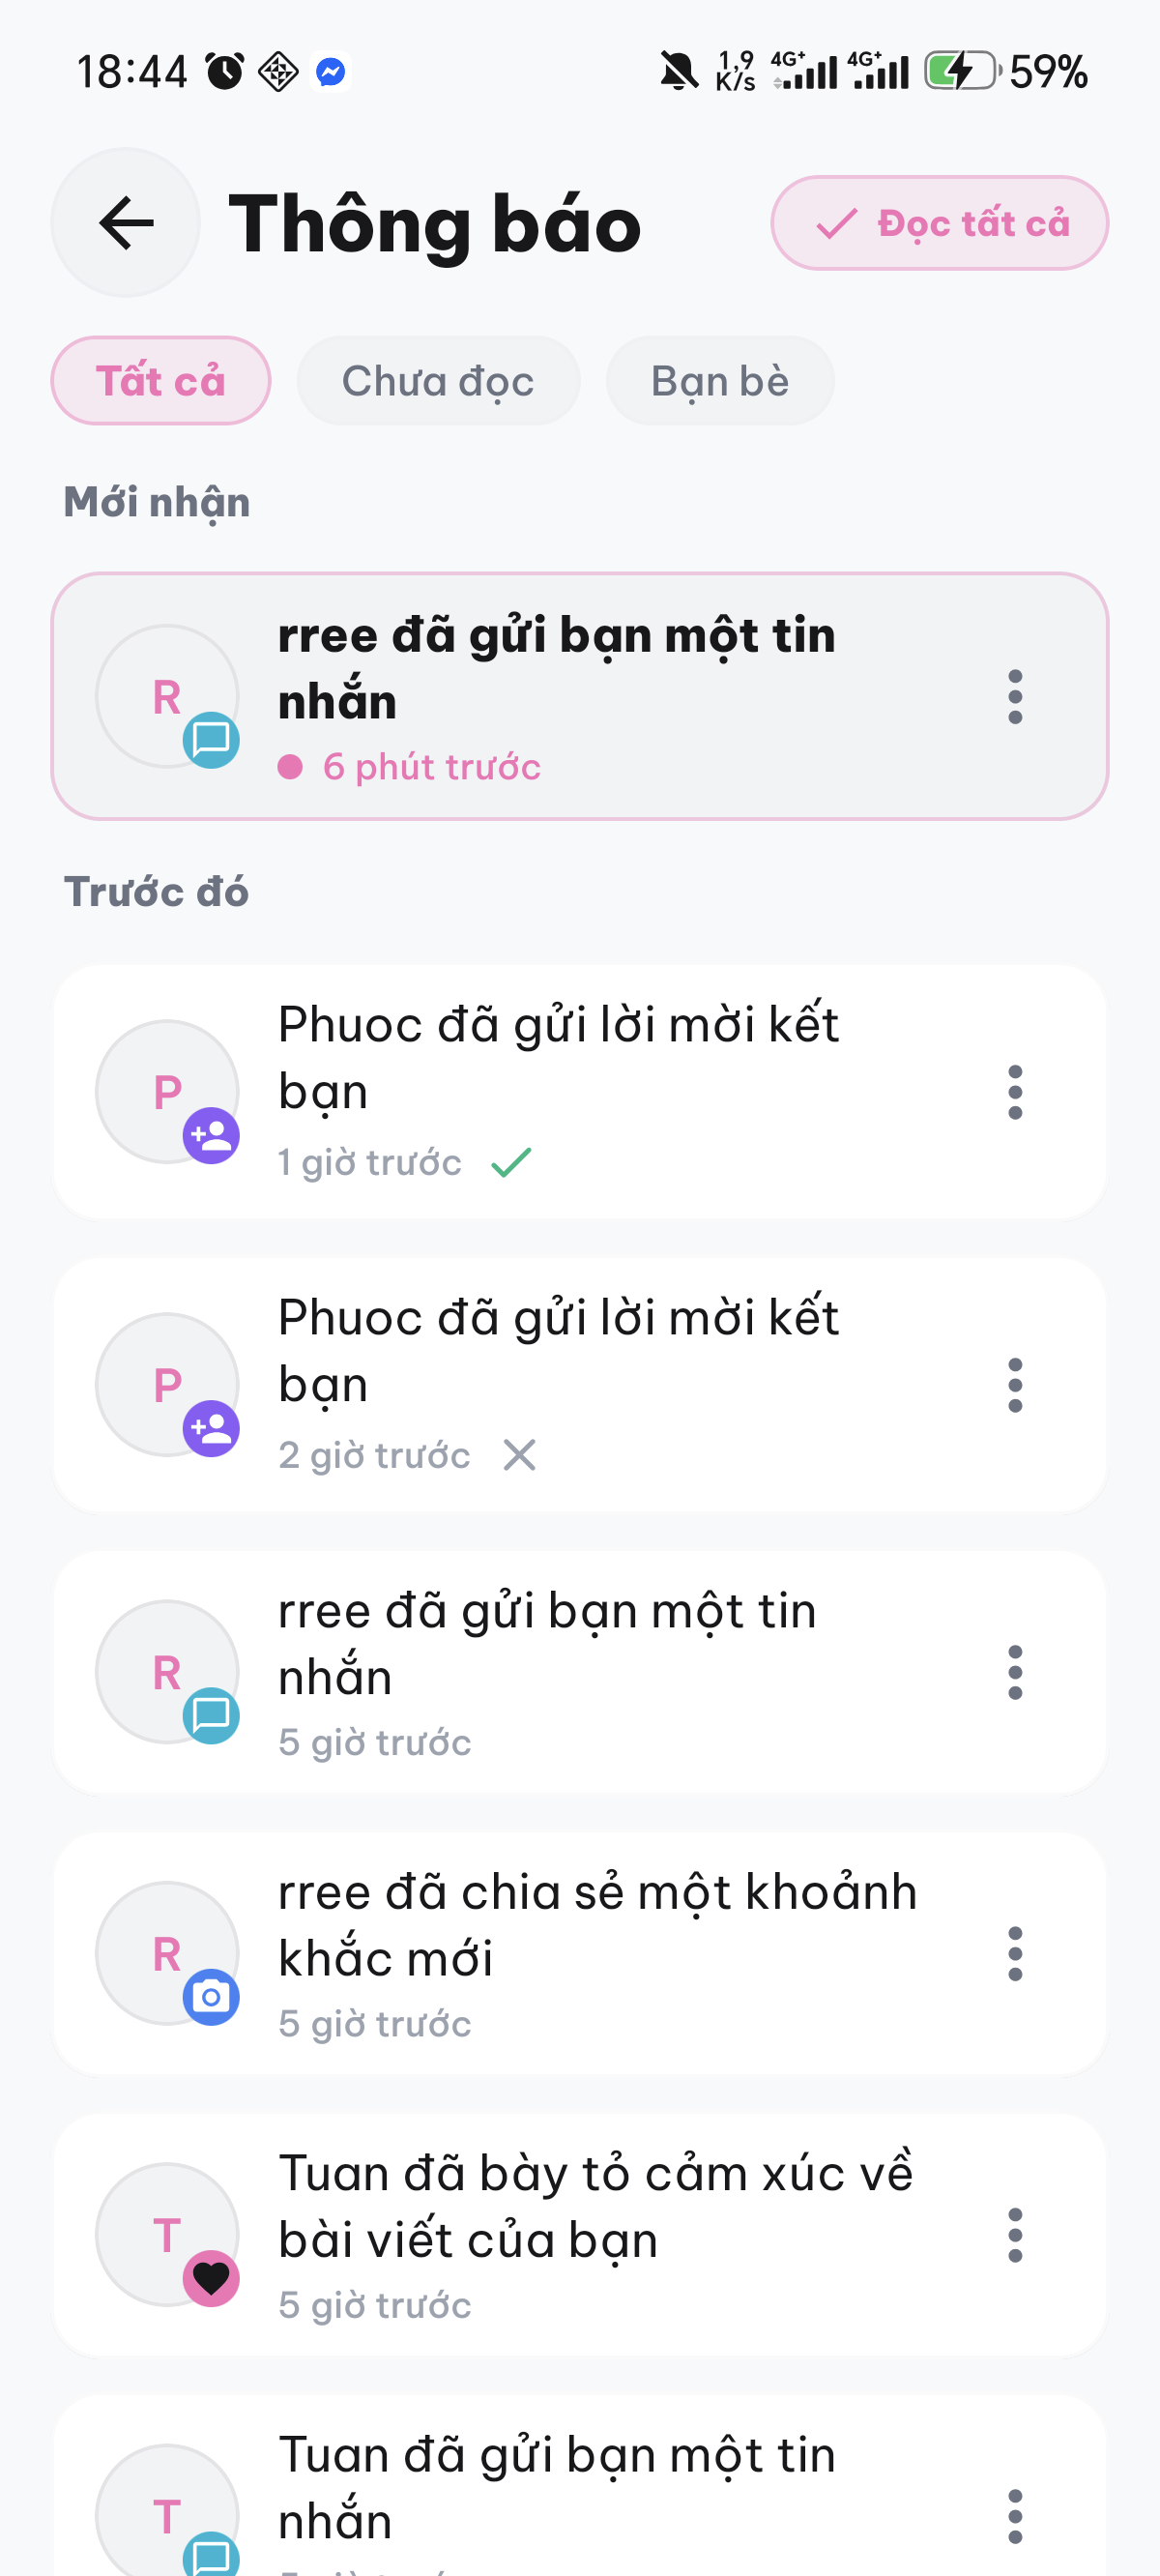 18:44
1,9 K/s
4G+
4G+
59%
Thông báo
Đọc tất cả
Tất cả
Chưa đọc
Bạn bè
Mới nhận
R
rree đã gửi bạn một tin
nhắn
6 phút trước
Trước đó
P
Phuoc đã gửi lời mời kết
bạn
1 giờ trước
P
Phuoc đã gửi lời mời kết
bạn
2 giờ trước
R
rree đã gửi bạn một tin
nhắn
5 giờ trước
R
rree đã chia sẻ một khoảnh
khắc mới
5 giờ trước
T
Tuan đã bày tỏ cảm xúc về
bài viết của bạn
5 giờ trước
T
Tuan đã gửi bạn một tin
nhắn